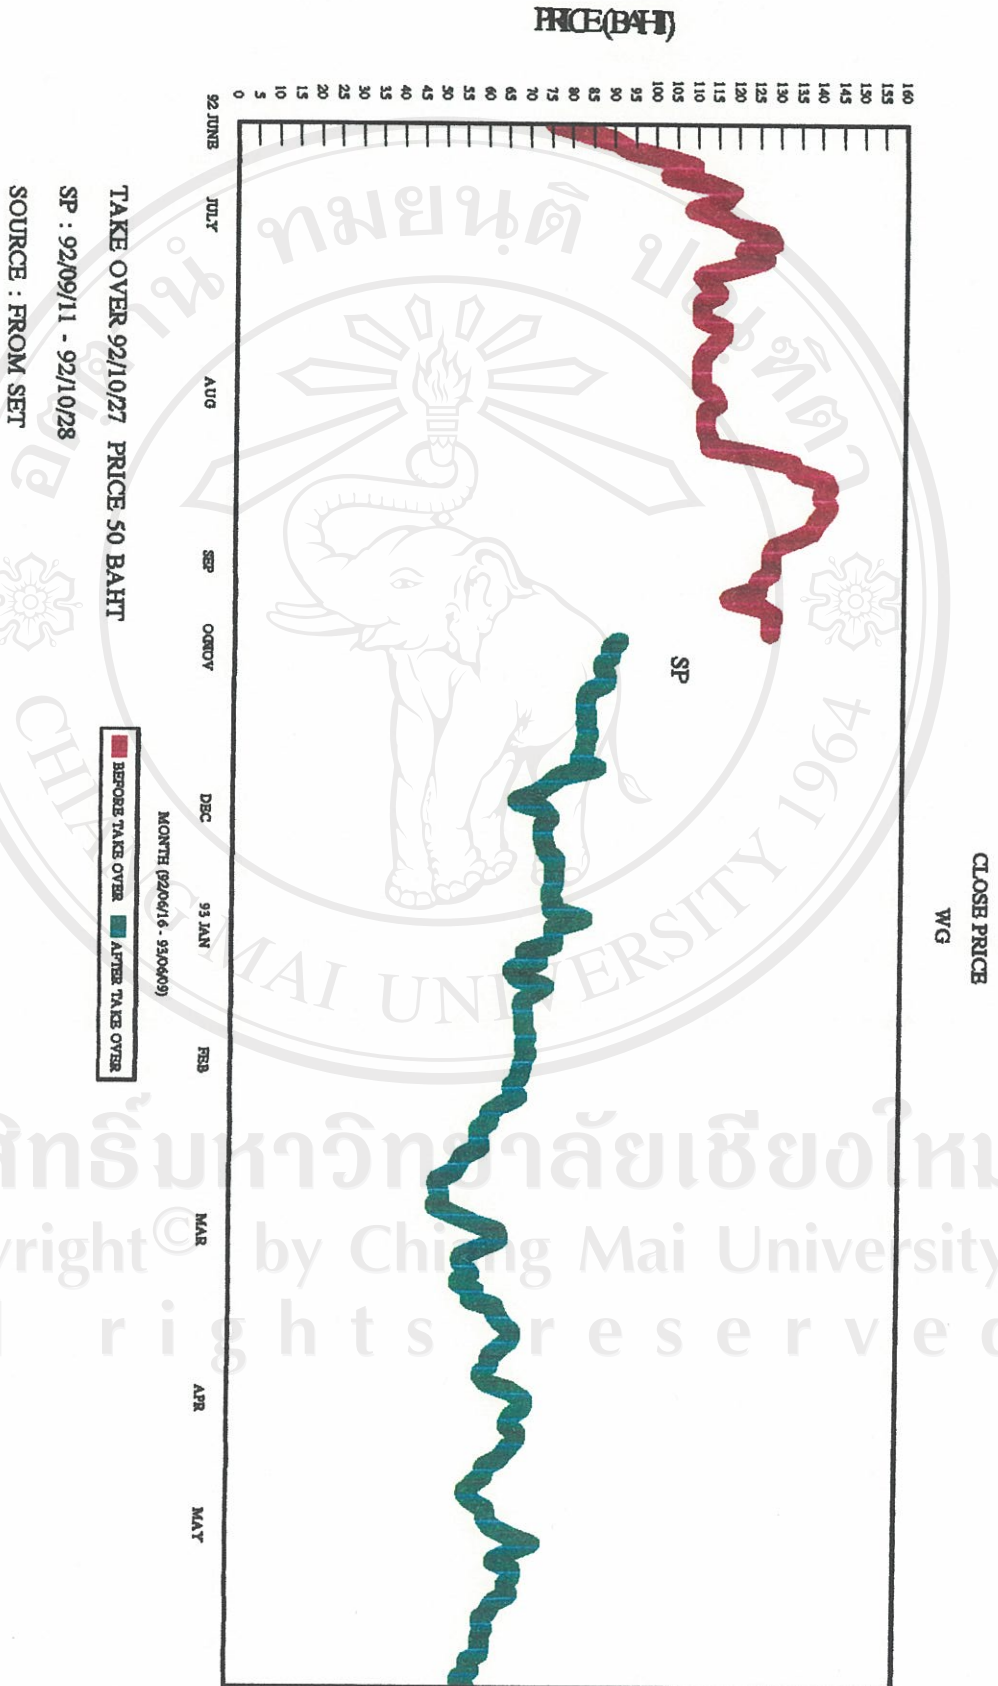 CLOSE PRICE
WG
PRICE (BAHT)
160
155
150
145
140
135
130
125
120
115
110
105
100
95
90
85
80
75
70
65
60
55
50
45
40
35
30
25
20
15
10
5
0
SP
92 JUNE JULY AUG SEP NOV DEC 93 JAN FEB MAR APR MAY
MONTH (92/06/16 - 93/06/09)
BEFORE TAKE OVER AFTER TAKE OVER
TAKE OVER 92/10/27 PRICE 50 BAHT
SP : 92/09/11 - 92/10/28
SOURCE : FROM SET
CHIANG MAI UNIVERSITY 1964
by Chiang Mai University
rights reserved